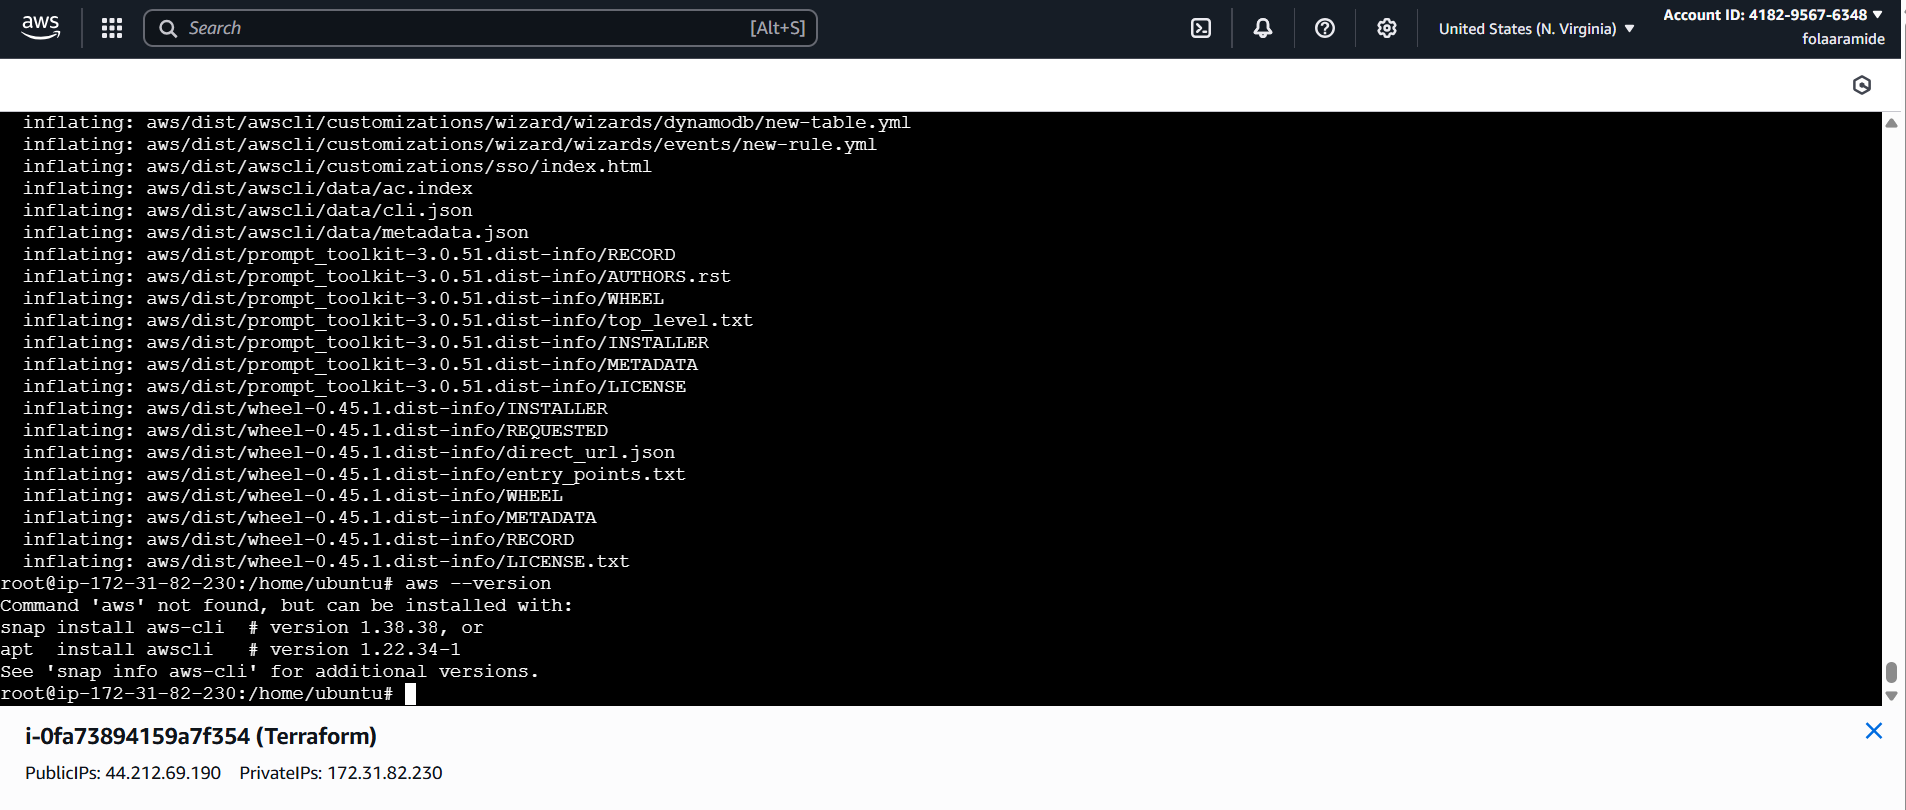 aws
Search
[Alt+S]
United States (N. Virginia)
Account ID: 4182-9567-6348
folaaramide
inflating: aws/dist/awscli/customizations/wizard/wizards/dynamodb/new-table.yml
inflating: aws/dist/awscli/customizations/wizard/wizards/events/new-rule.yml
inflating: aws/dist/awscli/customizations/sso/index.html
inflating: aws/dist/awscli/data/ac.index
inflating: aws/dist/awscli/data/cli.json
inflating: aws/dist/awscli/data/metadata.json
inflating: aws/dist/prompt_toolkit-3.0.51.dist-info/RECORD
inflating: aws/dist/prompt_toolkit-3.0.51.dist-info/AUTHORS.rst
inflating: aws/dist/prompt_toolkit-3.0.51.dist-info/WHEEL
inflating: aws/dist/prompt_toolkit-3.0.51.dist-info/top_level.txt
inflating: aws/dist/prompt_toolkit-3.0.51.dist-info/INSTALLER
inflating: aws/dist/prompt_toolkit-3.0.51.dist-info/METADATA
inflating: aws/dist/prompt_toolkit-3.0.51.dist-info/LICENSE
inflating: aws/dist/wheel-0.45.1.dist-info/INSTALLER
inflating: aws/dist/wheel-0.45.1.dist-info/REQUESTED
inflating: aws/dist/wheel-0.45.1.dist-info/direct_url.json
inflating: aws/dist/wheel-0.45.1.dist-info/entry_points.txt
inflating: aws/dist/wheel-0.45.1.dist-info/WHEEL
inflating: aws/dist/wheel-0.45.1.dist-info/METADATA
inflating: aws/dist/wheel-0.45.1.dist-info/RECORD
inflating: aws/dist/wheel-0.45.1.dist-info/LICENSE.txt
root@ip-172-31-82-230:/home/ubuntu# aws --version
Command 'aws' not found, but can be installed with:
snap install aws-cli  # version 1.38.38, or
apt  install awscli   # version 1.22.34-1
See 'snap info aws-cli' for additional versions.
root@ip-172-31-82-230:/home/ubuntu#
i-0fa73894159a7f354 (Terraform)
PublicIPs: 44.212.69.190 PrivateIPs: 172.31.82.230